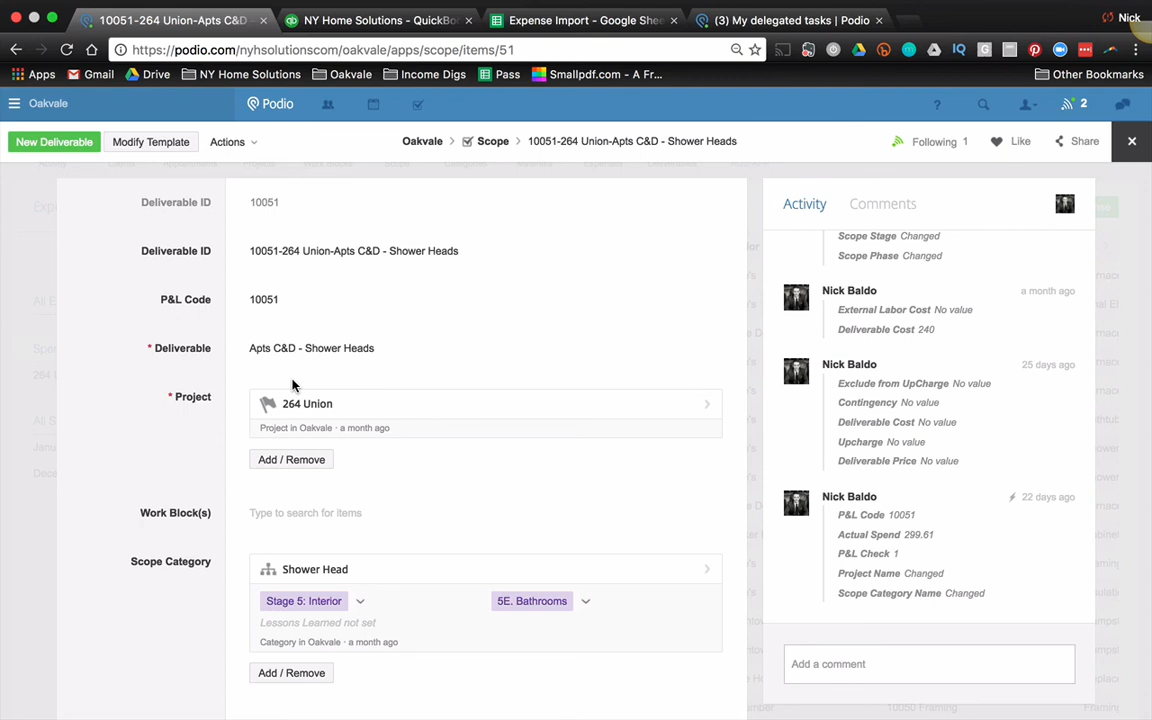 10051-264 Union-Apts C&D -
NY Home Solutions - QuickBo
Expense Import - Google Shee
(3) My delegated tasks | Podio
Nick
https://podio.com/nyhsolutionscom/oakvale/apps/scope/items/51
Apps Gmail Drive NY Home Solutions Oakvale Income Digs Pass Smallpdf.com - A Fr... Other Bookmarks
Oakvale Podio ? 2
New Deliverable Modify Template Actions Oakvale Scope 10051-264 Union-Apts C&D - Shower Heads Following 1 Like Share
Deliverable ID 10051
Deliverable ID 10051-264 Union-Apts C&D - Shower Heads
P&L Code 10051
* Deliverable Apts C&D - Shower Heads
* Project 264 Union
Project in Oakvale · a month ago
Add / Remove
Work Block(s) Type to search for items
Scope Category Shower Head
Stage 5: Interior 5E. Bathrooms
Lessons Learned not set
Category in Oakvale · a month ago
Add / Remove
Activity Comments
Scope Stage Changed
Scope Phase Changed
Nick Baldo a month ago
External Labor Cost No value
Deliverable Cost 240
Nick Baldo 25 days ago
Exclude from UpCharge No value
Contingency No value
Deliverable Cost No value
Upcharge No value
Deliverable Price No value
Nick Baldo 22 days ago
P&L Code 10051
Actual Spend 299.61
P&L Check 1
Project Name Changed
Scope Category Name Changed
Add a comment
10050 Framing